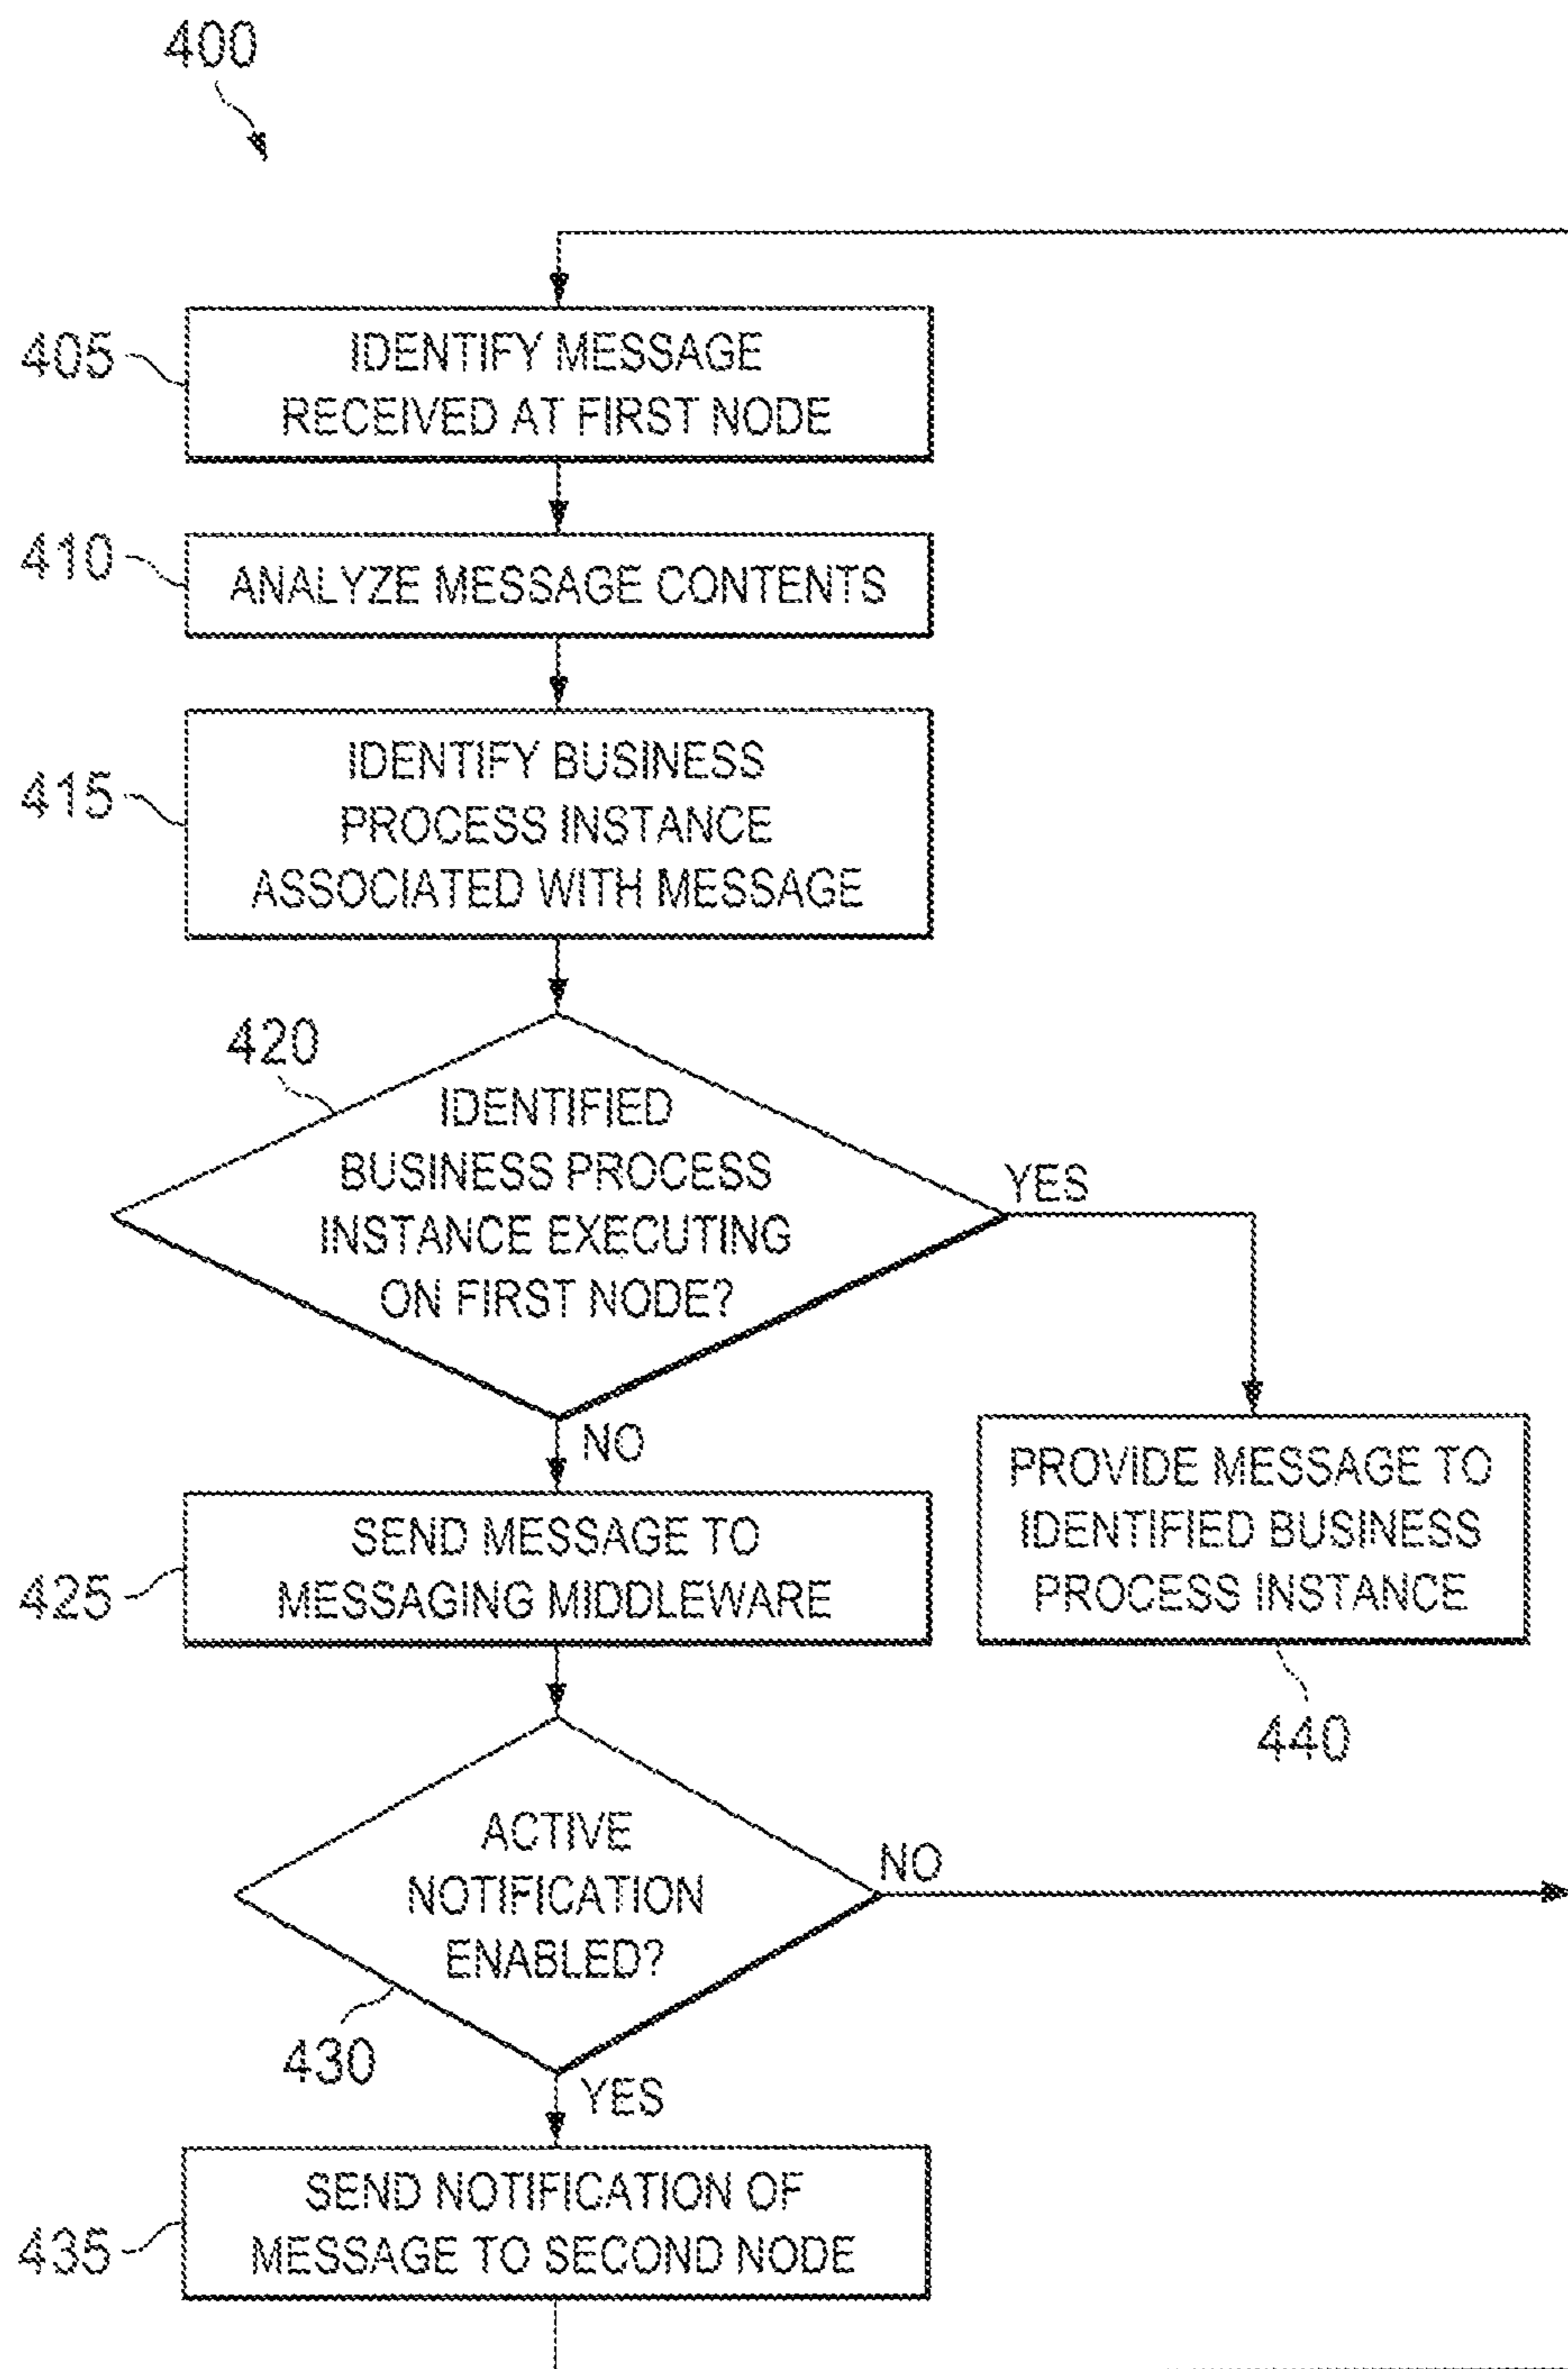 400
405
IDENTIFY MESSAGE
RECEIVED AT FIRST NODE
410
ANALYZE MESSAGE CONTENTS
415
IDENTIFY BUSINESS
PROCESS INSTANCE
ASSOCIATED WITH MESSAGE
420
IDENTIFIED
BUSINESS PROCESS
INSTANCE EXECUTING
ON FIRST NODE?
YES
NO
425
SEND MESSAGE TO
MESSAGING MIDDLEWARE
PROVIDE MESSAGE TO
IDENTIFIED BUSINESS
PROCESS INSTANCE
440
ACTIVE
NOTIFICATION
ENABLED?
NO
430
YES
435
SEND NOTIFICATION OF
MESSAGE TO SECOND NODE